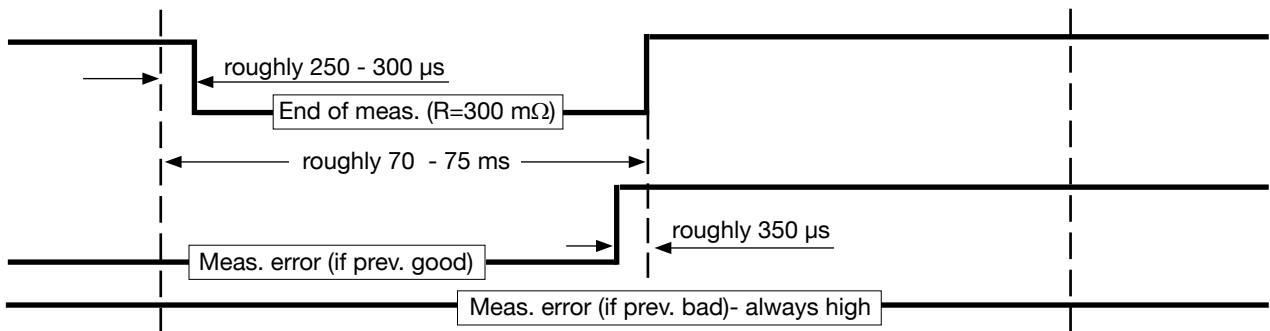 roughly 250 - 300 µs
End of meas. (R=300 mΩ)
roughly 70 - 75 ms
roughly 350 µs
Meas. error (if prev. good)
Meas. error (if prev. bad)- always high